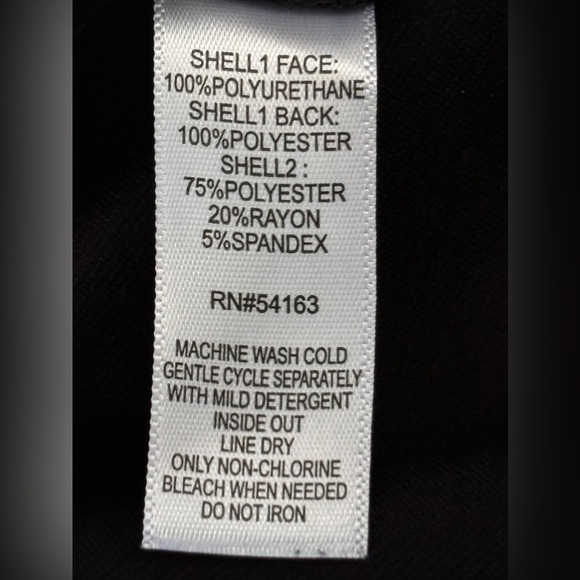 SHELL1 FACE:
100%POLYURETHANE
SHELL1 BACK:
100%POLYESTER
SHELL2 :
75%POLYESTER
20%RAYON
5%SPANDEX
RN#54163
MACHINE WASH COLD
GENTLE CYCLE SEPARATELY
WITH MILD DETERGENT
INSIDE OUT
LINE DRY
ONLY NON-CHLORINE
BLEACH WHEN NEEDED
DO NOT IRON